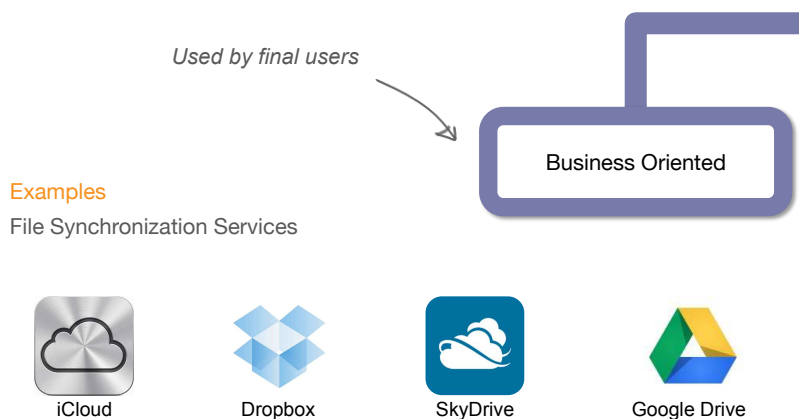 Used by final users
Business Oriented
Examples
File Synchronization Services
iCloud
Dropbox
SkyDrive
Google Drive